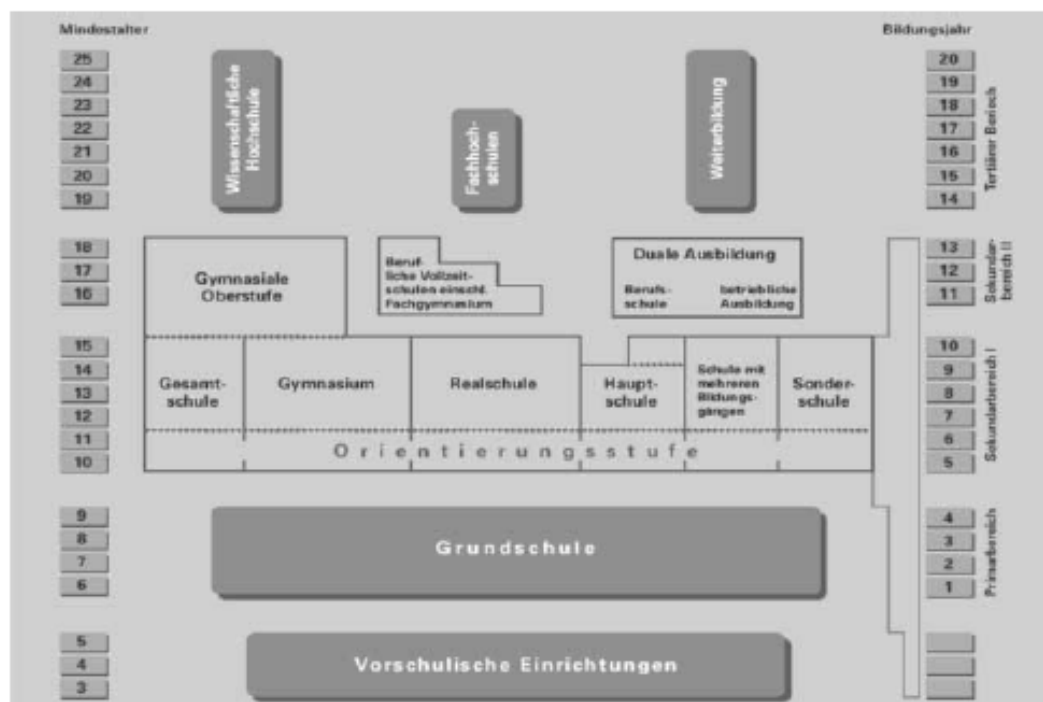 Mindestalter
Bildungsjahr
25
24
23
22
21
20
19
Wissenschaftliche
Hochschule
Fachhoch-
schulen
Weiterbildung
20
19
18
17
16
15
14
Tertiärer Bereich
18
17
16
Gymnasiale
Oberstufe
Beruf-
liche Vollzeit-
schulen einschl.
Fachgymnasium
Duale Ausbildung
Berufs-
schule
betriebliche
Ausbildung
13
12
11
Sekundar-
bereich II
15
14
13
12
11
10
Gesamt-
schule
Gymnasium
Realschule
Haupt-
schule
Schule mit
mehreren
Bildungs-
gängen
Sonder-
schule
Orientierungsstufe
10
9
8
7
6
5
Sekundarbereich I
9
8
7
6
Grundschule
4
3
2
1
Primarbereich
5
4
3
Vorschulische Einrichtungen